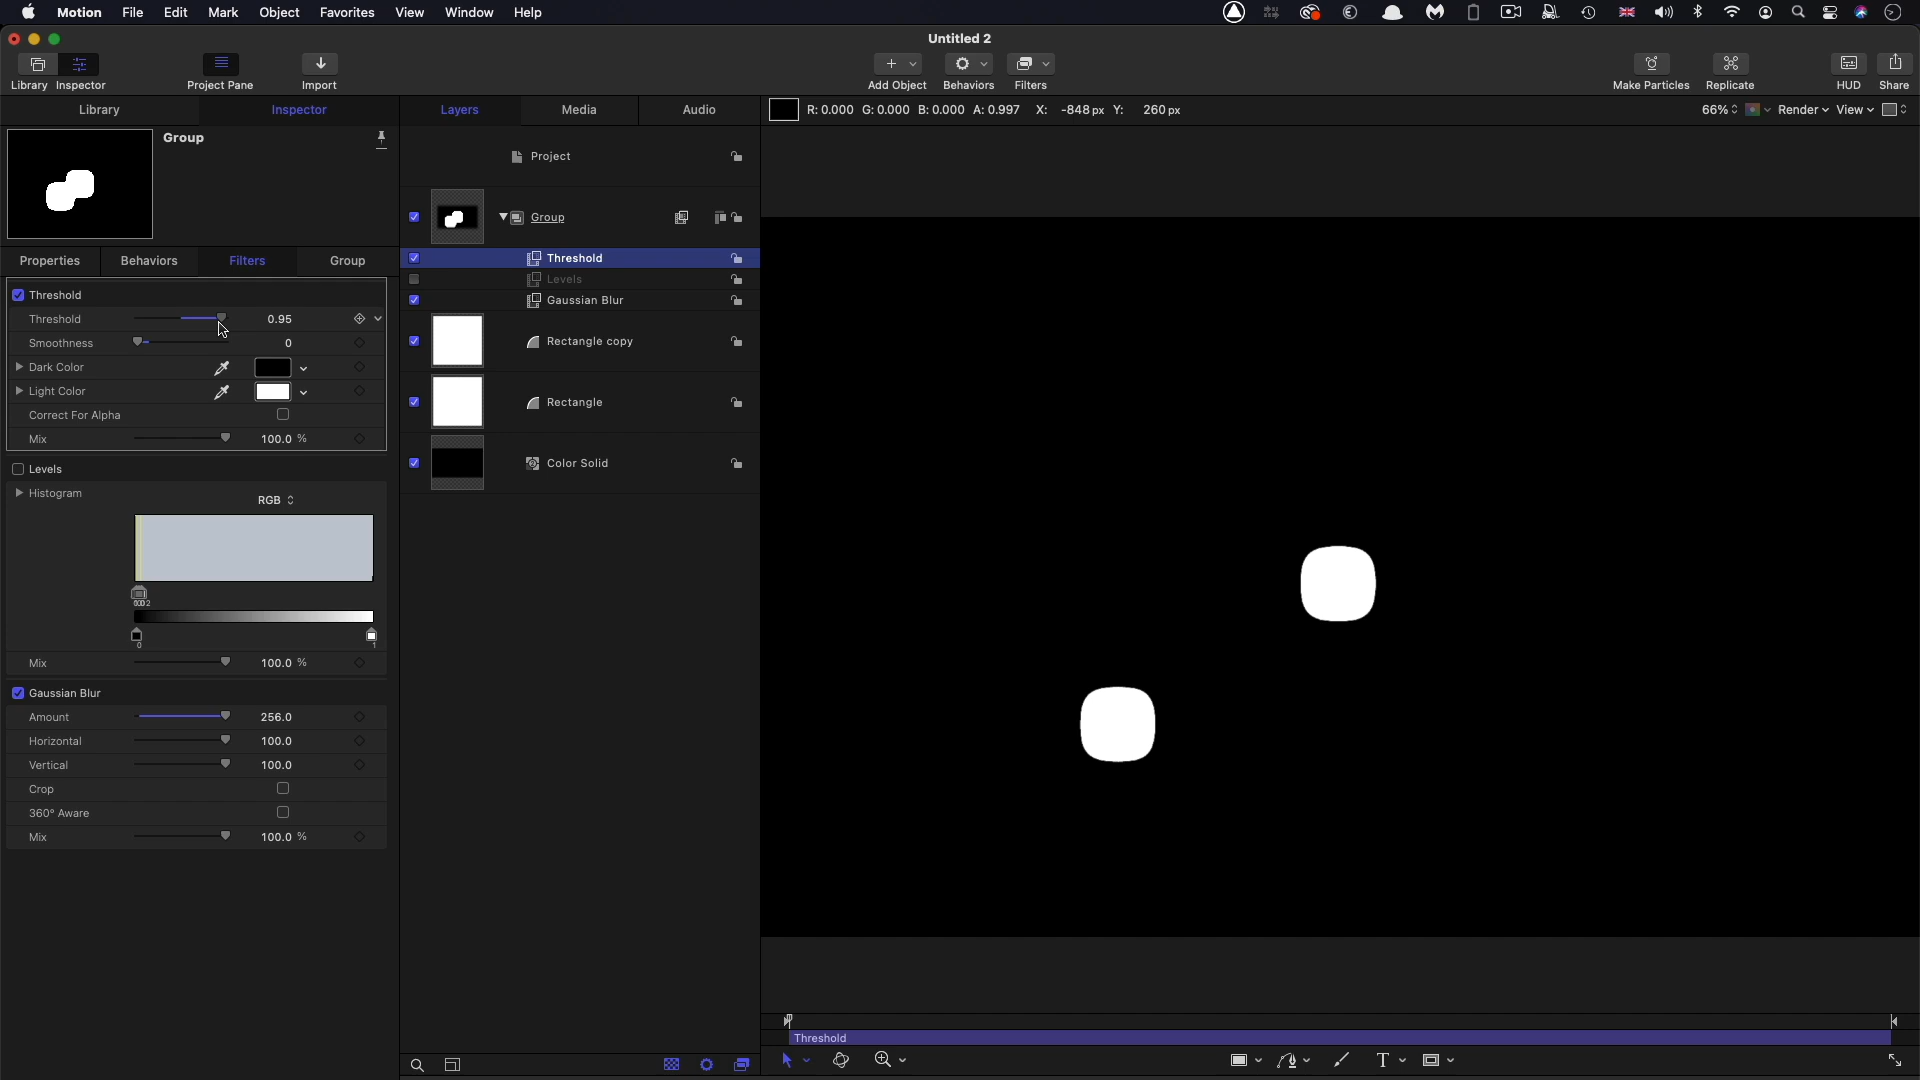 Motion File Edit Mark Object Favorites View Window Help
Untitled 2
Library Inspector Project Pane Import Add Object Behaviors Filters Make Particles Replicate HUD Share
Library Inspector Layers Media Audio R: 0.000 G: 0.000 B: 0.000 A: 0.997 X: -848 px Y: 260 px 66% Render View
Group
Project
Group
Properties Behaviors Filters Group
Threshold
Levels
Gaussian Blur
Rectangle copy
Rectangle
Color Solid
Threshold
Threshold 0.95
Smoothness 0
Dark Color
Light Color
Correct For Alpha
Mix 100.0 %
Levels
Histogram RGB
0 1
Mix 100.0 %
Gaussian Blur
Amount 256.0
Horizontal 100.0
Vertical 100.0
Crop
360° Aware
Mix 100.0 %
Threshold
T